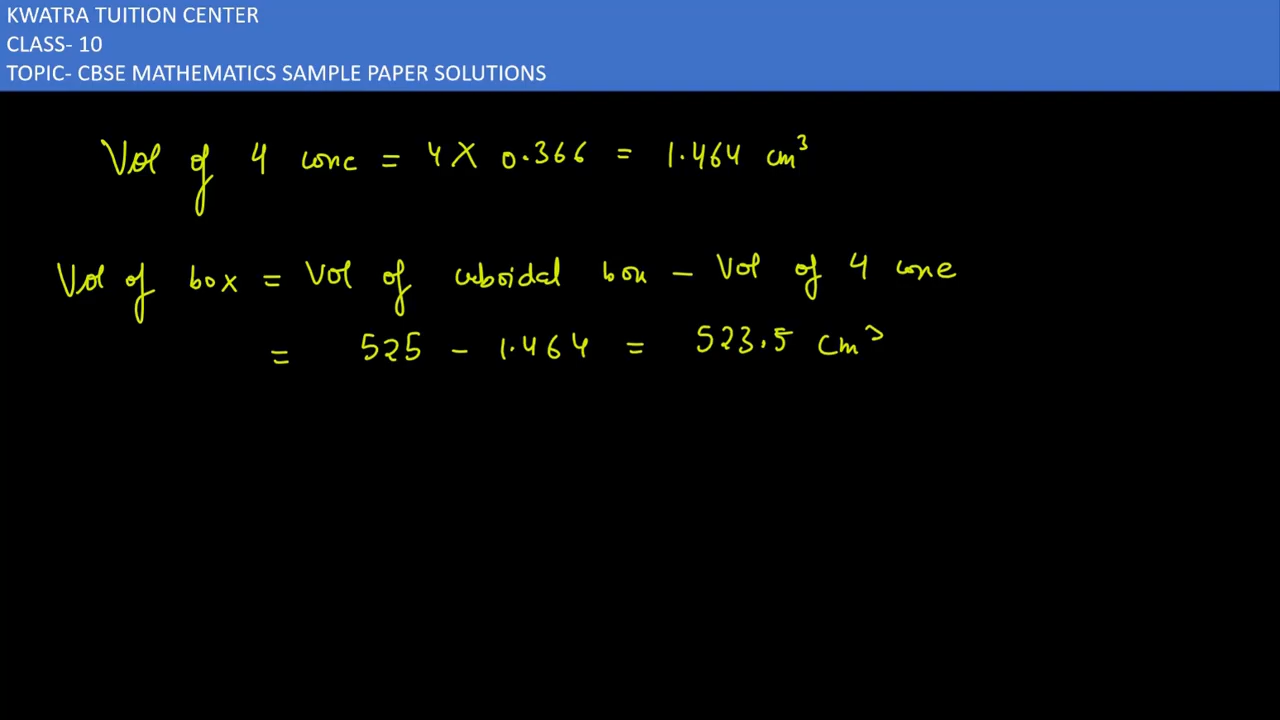 KWATRA TUITION CENTER
CLASS- 10
TOPIC- CBSE MATHEMATICS SAMPLE PAPER SOLUTIONS
Vol of 4 cone = 4 X 0.366 = 1.464 cm³
Vol of box = Vol of cuboidal box - Vol of 4 cone
= 525 - 1.464 = 523.5 cm³